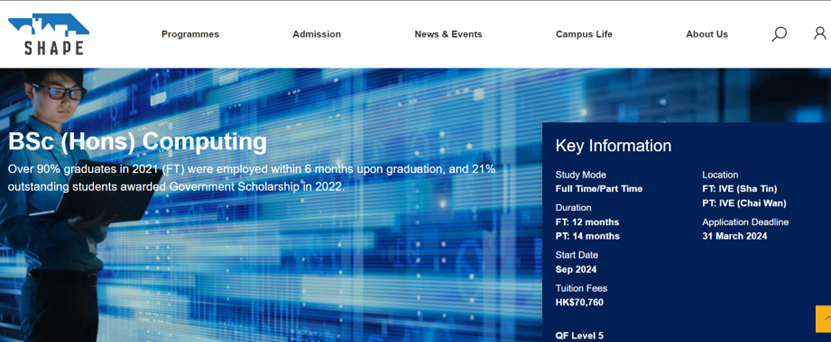 SHAPE
Programmes
Admission
News & Events
Campus Life
About Us
BSc (Hons) Computing
Over 90% graduates in 2021 (FT) were employed within 6 months upon graduation, and 21%
outstanding students awarded Government Scholarship in 2022.
Key Information
Study Mode
Full Time/Part Time
Duration
FT: 12 months
PT: 14 months
Start Date
Sep 2024
Tuition Fees
HK$70,760
QF Level 5
Location
FT: IVE (Sha Tin)
PT: IVE (Chai Wan)
Application Deadline
31 March 2024